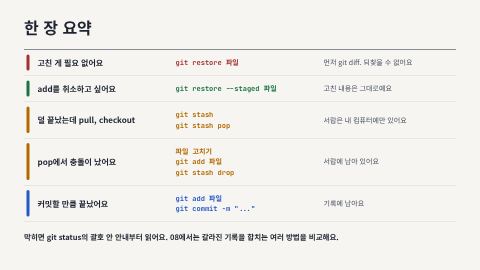 한 장 요약
고친 게 필요 없어요
git restore 파일
먼저 git diff. 되찾을 수 없어요
add를 취소하고 싶어요
git restore --staged 파일
고친 내용은 그대로예요
덜 끝났는데 pull, checkout
git stash
git stash pop
서랍은 내 컴퓨터에만 있어요
pop에서 충돌이 났어요
파일 고치기
git add 파일
git stash drop
서랍에 남아 있어요
커밋할 만큼 끝났어요
git add 파일
git commit -m "..."
기록에 남아요
막히면 git status의 괄호 안 안내부터 읽어요. 08에서는 갈라진 기록을 합치는 여러 방법을 비교해요.